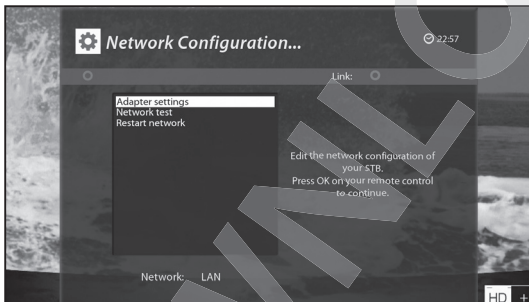 Network Configuration...
22:57
Link:
Adapter settings
Network test
Restart network
Edit the network configuration of
your STB.
Press OK on your remote control
to continue.
Network: LAN
HD +